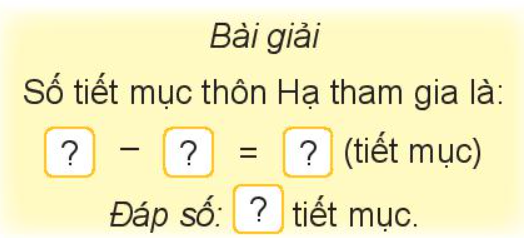 Bài giải
Số tiết mục thôn Hạ tham gia là:
? − ? = ? (tiết mục)
Đáp số: ? tiết mục.